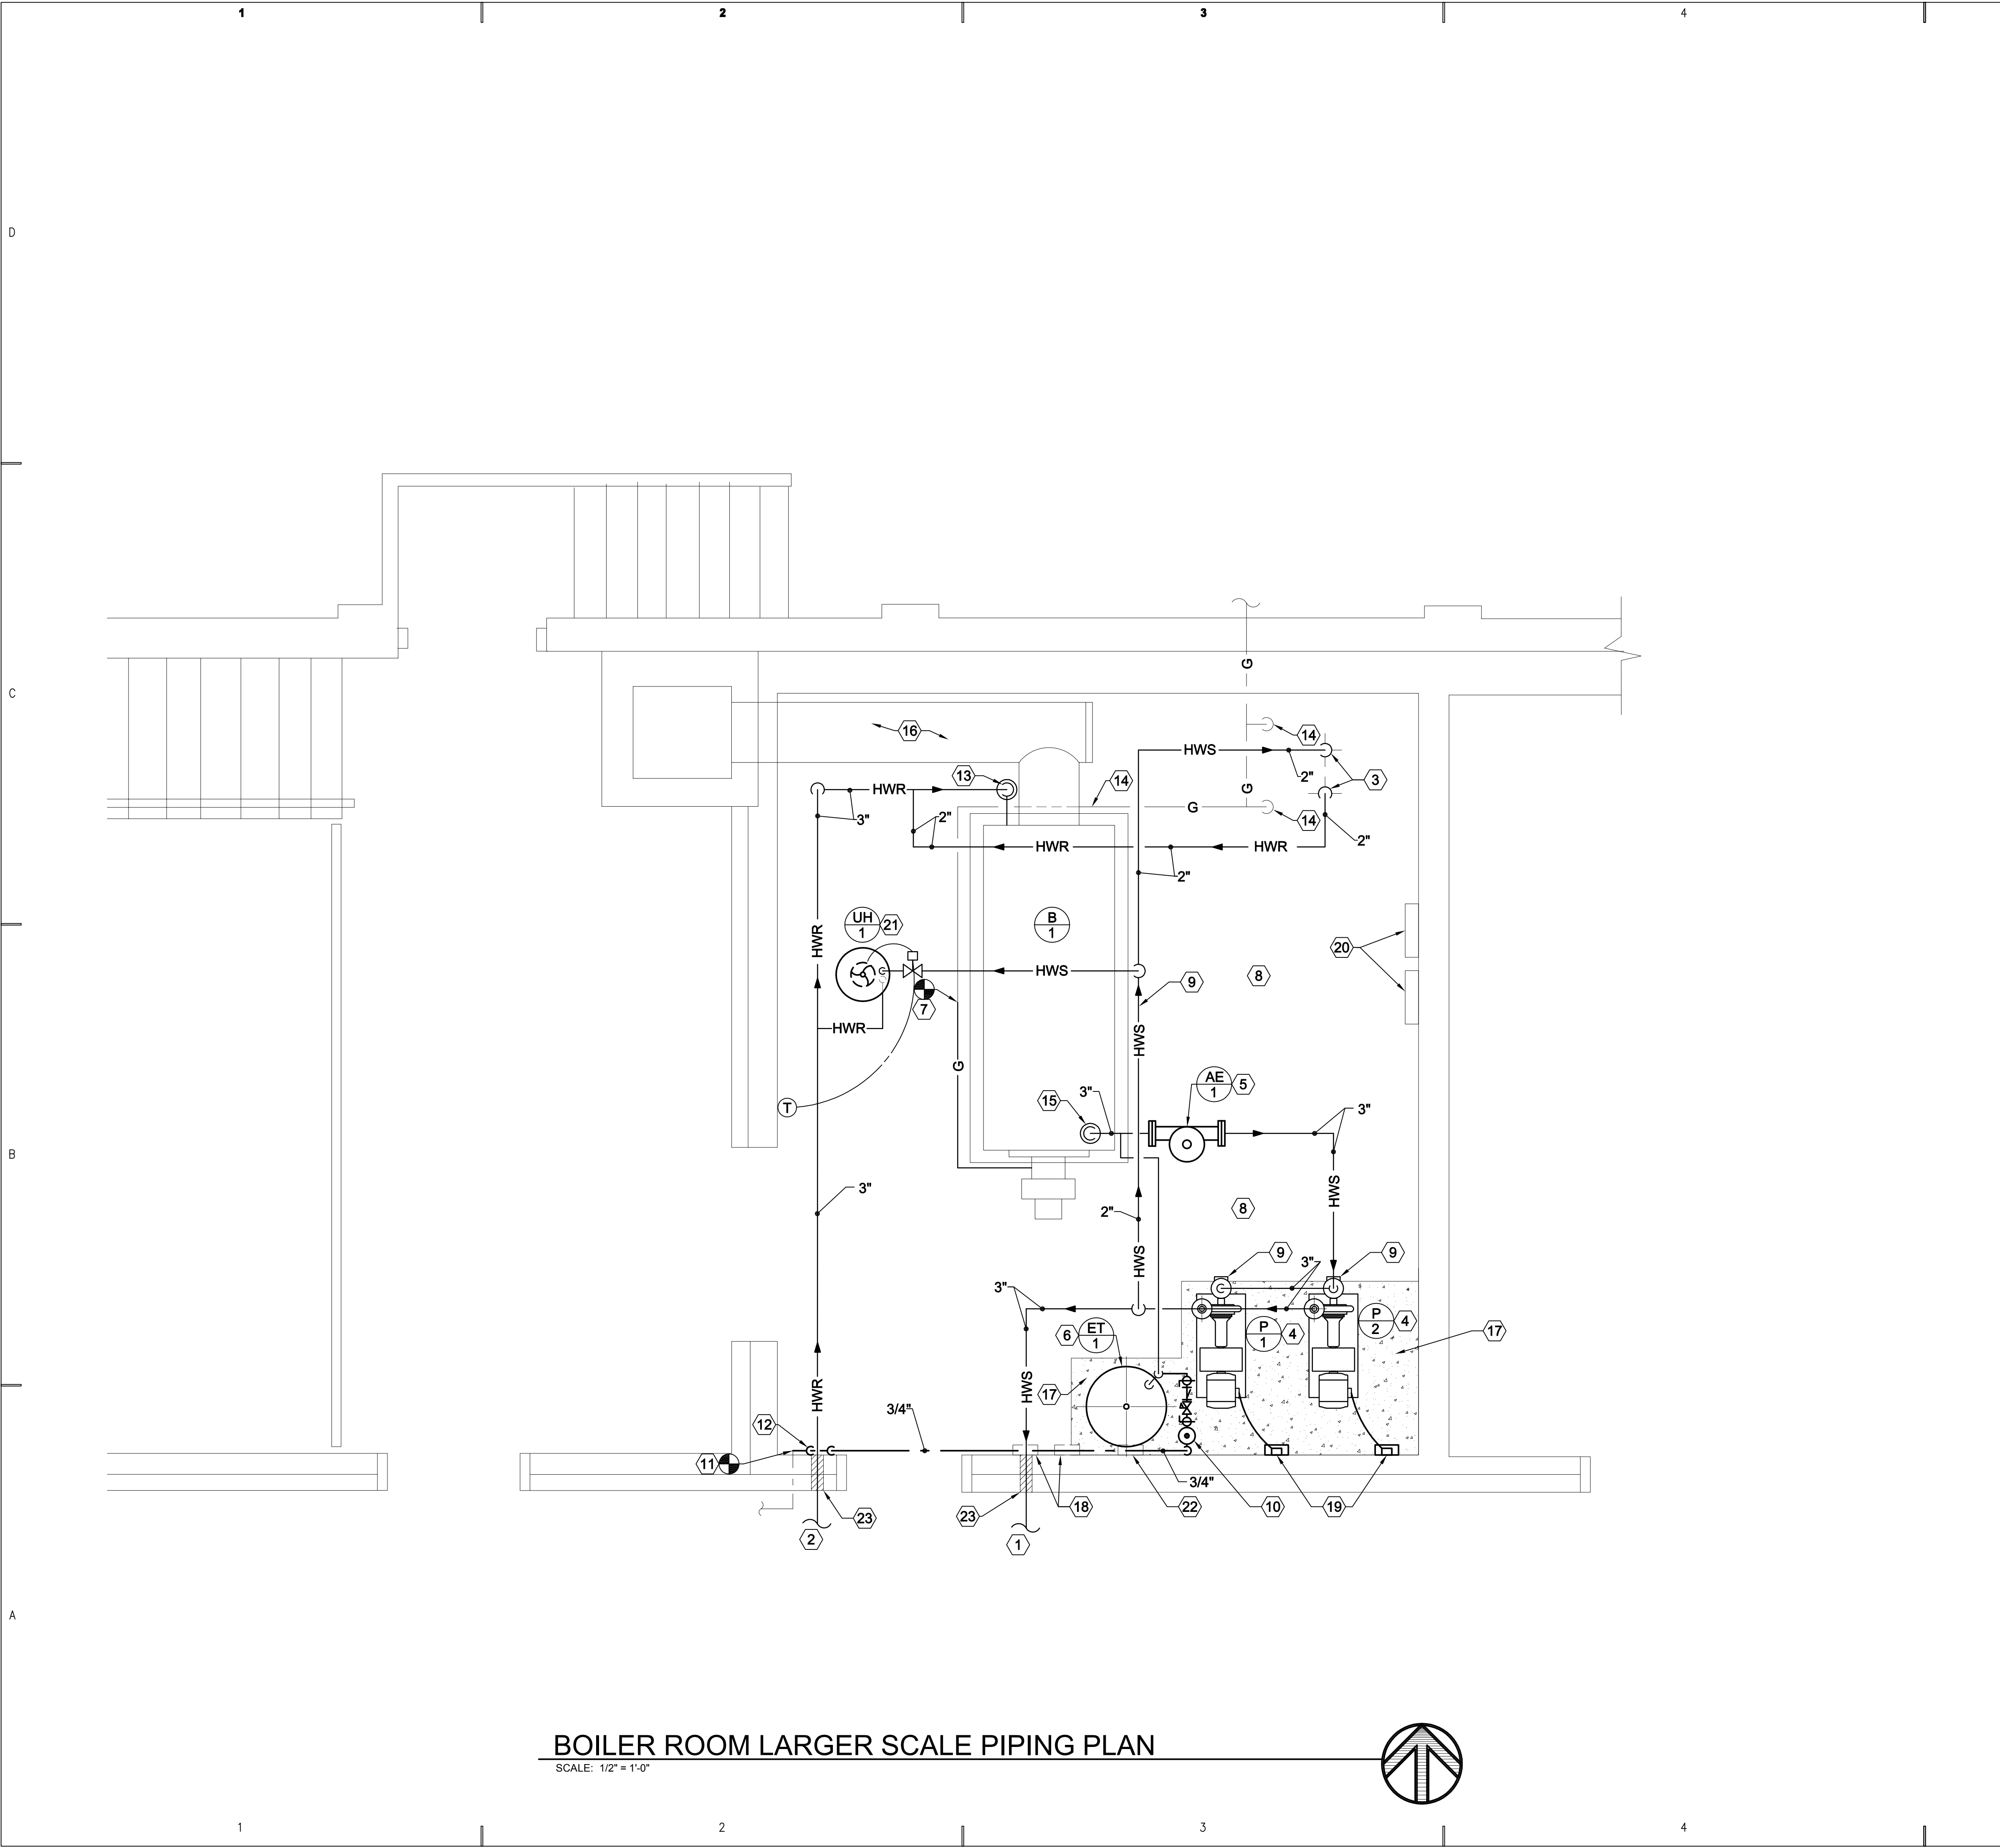 1 2 3 4
D
G
C
16
14
HWS
13
14
2"
3
HWR
G
3"
2"
G
14
2"
HWR
HWR
2"
UH
1
21
B
1
HWR
20
HWS
8
9
7
HWR
HWS
G
AE
1
5
3"
15
3"
T
B
3"
HWS
2"
8
HWS
9
9
3"
3"
P
2
4
ET
1
6
P
1
4
17
HWR
HWS
17
3/4"
12
11
3/4"
23
23
18
22
10
19
2
1
A
BOILER ROOM LARGER SCALE PIPING PLAN
SCALE: 1/2" = 1'-0"
1 2 3 4